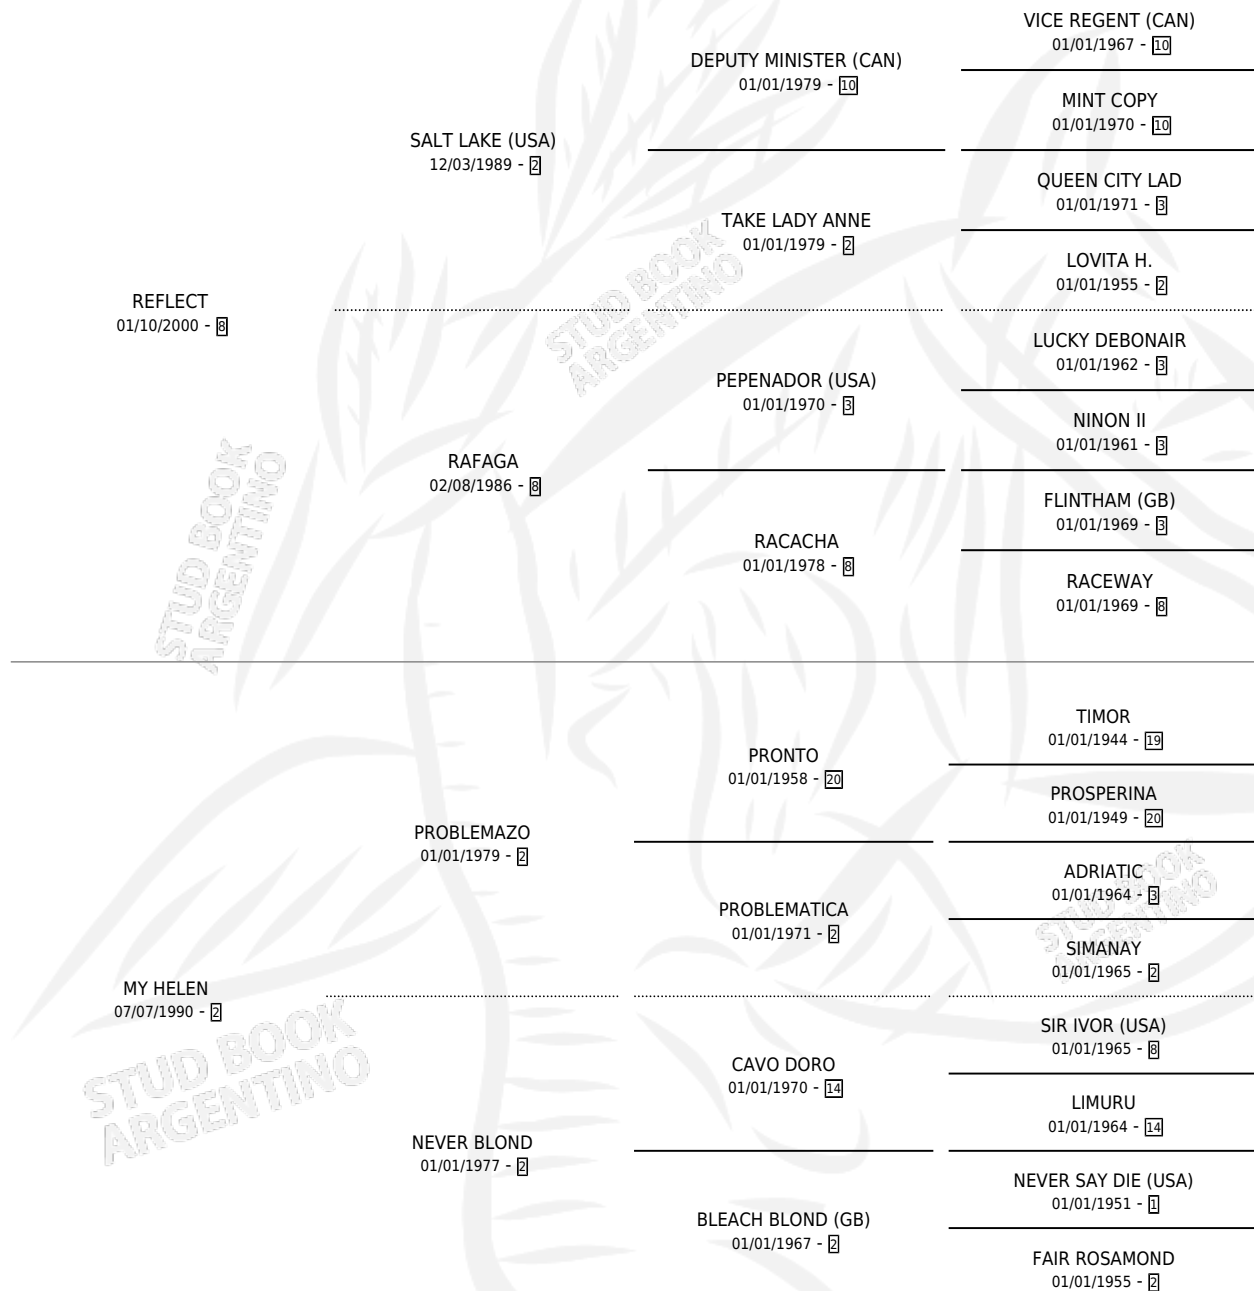 VICE REGENT (CAN)
01/01/1967 - 10
DEPUTY MINISTER (CAN)
01/01/1979 - 10
MINT COPY
01/01/1970 - 10
SALT LAKE (USA)
12/03/1989 - 2
QUEEN CITY LAD
01/01/1971 - 3
TAKE LADY ANNE
01/01/1979 - 2
LOVITA H.
01/01/1955 - 2
REFLECT
01/10/2000 - 8
LUCKY DEBONAIR
01/01/1962 - 3
PEPENADOR (USA)
01/01/1970 - 3
NINON II
01/01/1961 - 3
RAFAGA
02/08/1986 - 8
FLINTHAM (GB)
01/01/1969 - 3
RACACHA
01/01/1978 - 8
RACEWAY
01/01/1969 - 8
TIMOR
01/01/1944 - 19
PRONTO
01/01/1958 - 20
PROSPERINA
01/01/1949 - 20
PROBLEMAZO
01/01/1979 - 2
ADRIATIC
01/01/1964 - 3
PROBLEMATICA
01/01/1971 - 2
SIMANAY
01/01/1965 - 2
MY HELEN
07/07/1990 - 2
SIR IVOR (USA)
01/01/1965 - 8
CAVO DORO
01/01/1970 - 14
LIMURU
01/01/1964 - 14
NEVER BLOND
01/01/1977 - 2
NEVER SAY DIE (USA)
01/01/1951 - 1
BLEACH BLOND (GB)
01/01/1967 - 2
FAIR ROSAMOND
01/01/1955 - 2
STUD BOOK
ARGENTINO
STUD BOOK
ARGENTINO
STUD BOOK
ARGENTINO
STUD BOOK
ARGENTINO